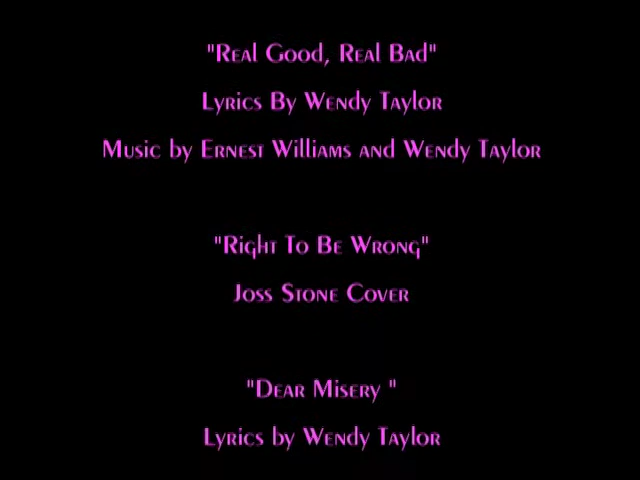 "Real Good, Real Bad"
Lyrics By Wendy Taylor
Music by Ernest Williams and Wendy Taylor
"Right To Be Wrong"
Joss Stone Cover
"Dear Misery "
Lyrics by Wendy Taylor